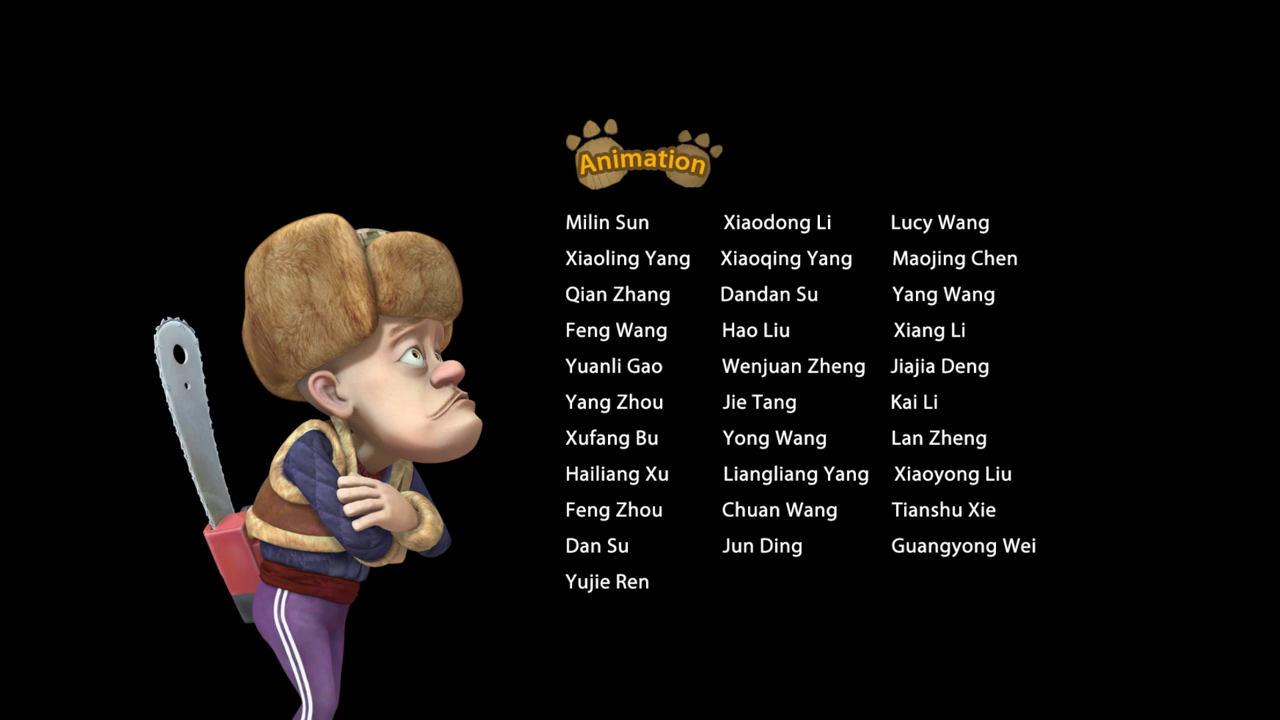 Animation
Milin Sun Xiaodong Li Lucy Wang
Xiaoling Yang Xiaoqing Yang Maojing Chen
Qian Zhang Dandan Su Yang Wang
Feng Wang Hao Liu Xiang Li
Yuanli Gao Wenjuan Zheng Jiajia Deng
Yang Zhou Jie Tang Kai Li
Xufang Bu Yong Wang Lan Zheng
Hailiang Xu Liangliang Yang Xiaoyong Liu
Feng Zhou Chuan Wang Tianshu Xie
Dan Su Jun Ding Guangyong Wei
Yujie Ren